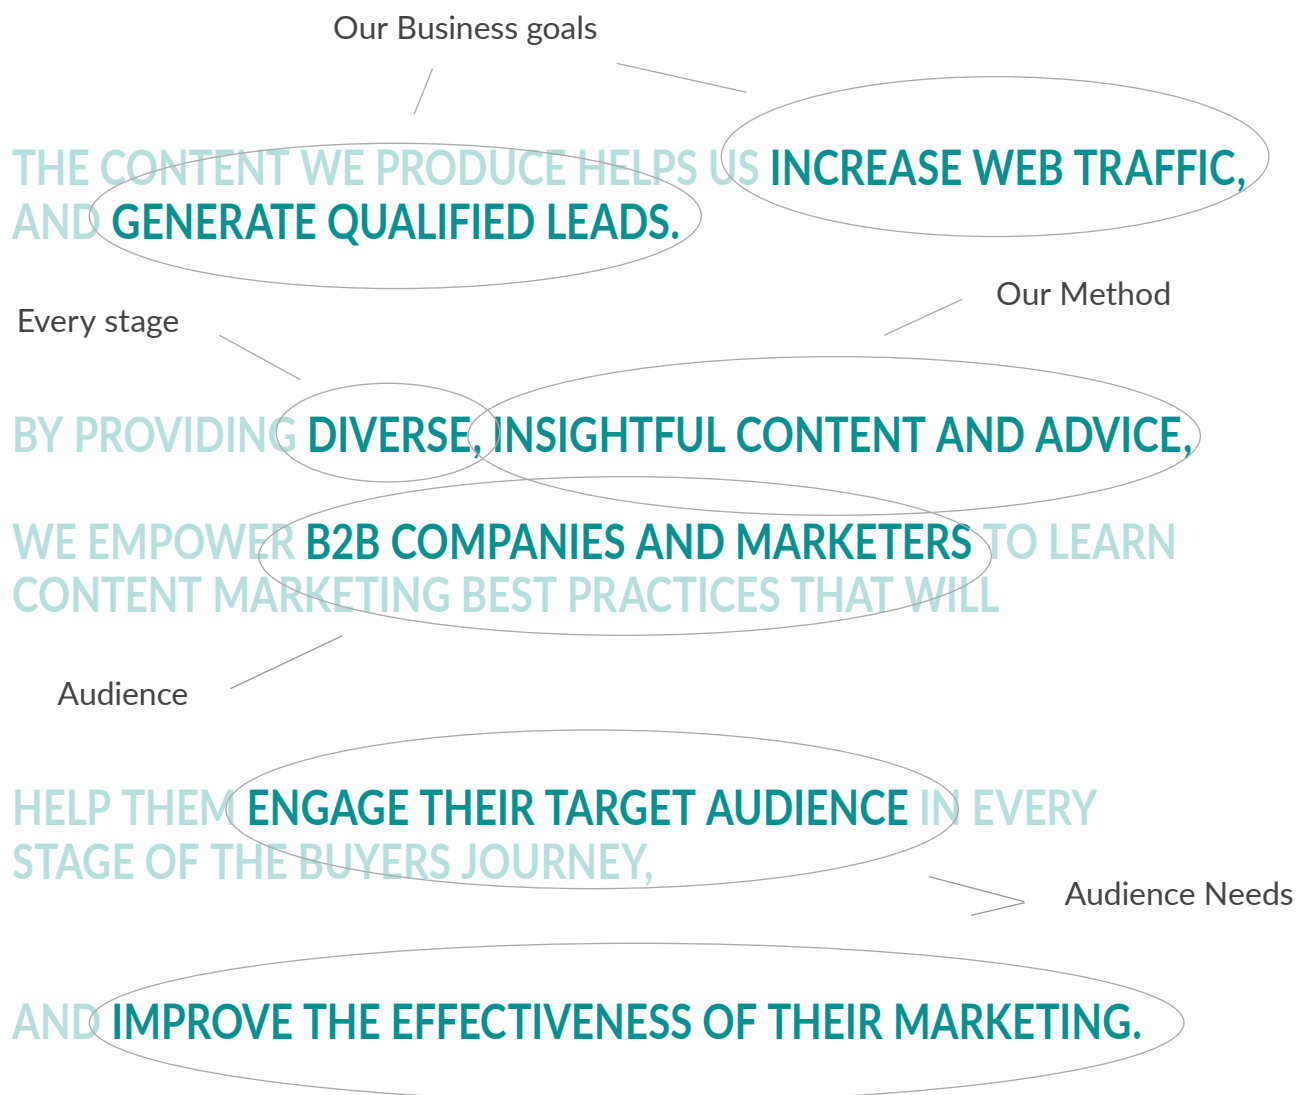 Our Business goals
THE CONTENT WE PRODUCE HELPS US INCREASE WEB TRAFFIC,
AND GENERATE QUALIFIED LEADS.
Our Method
Every stage
BY PROVIDING DIVERSE, INSIGHTFUL CONTENT AND ADVICE,
WE EMPOWER B2B COMPANIES AND MARKETERS TO LEARN
CONTENT MARKETING BEST PRACTICES THAT WILL
Audience
HELP THEM ENGAGE THEIR TARGET AUDIENCE IN EVERY
STAGE OF THE BUYERS JOURNEY,
Audience Needs
AND IMPROVE THE EFFECTIVENESS OF THEIR MARKETING.